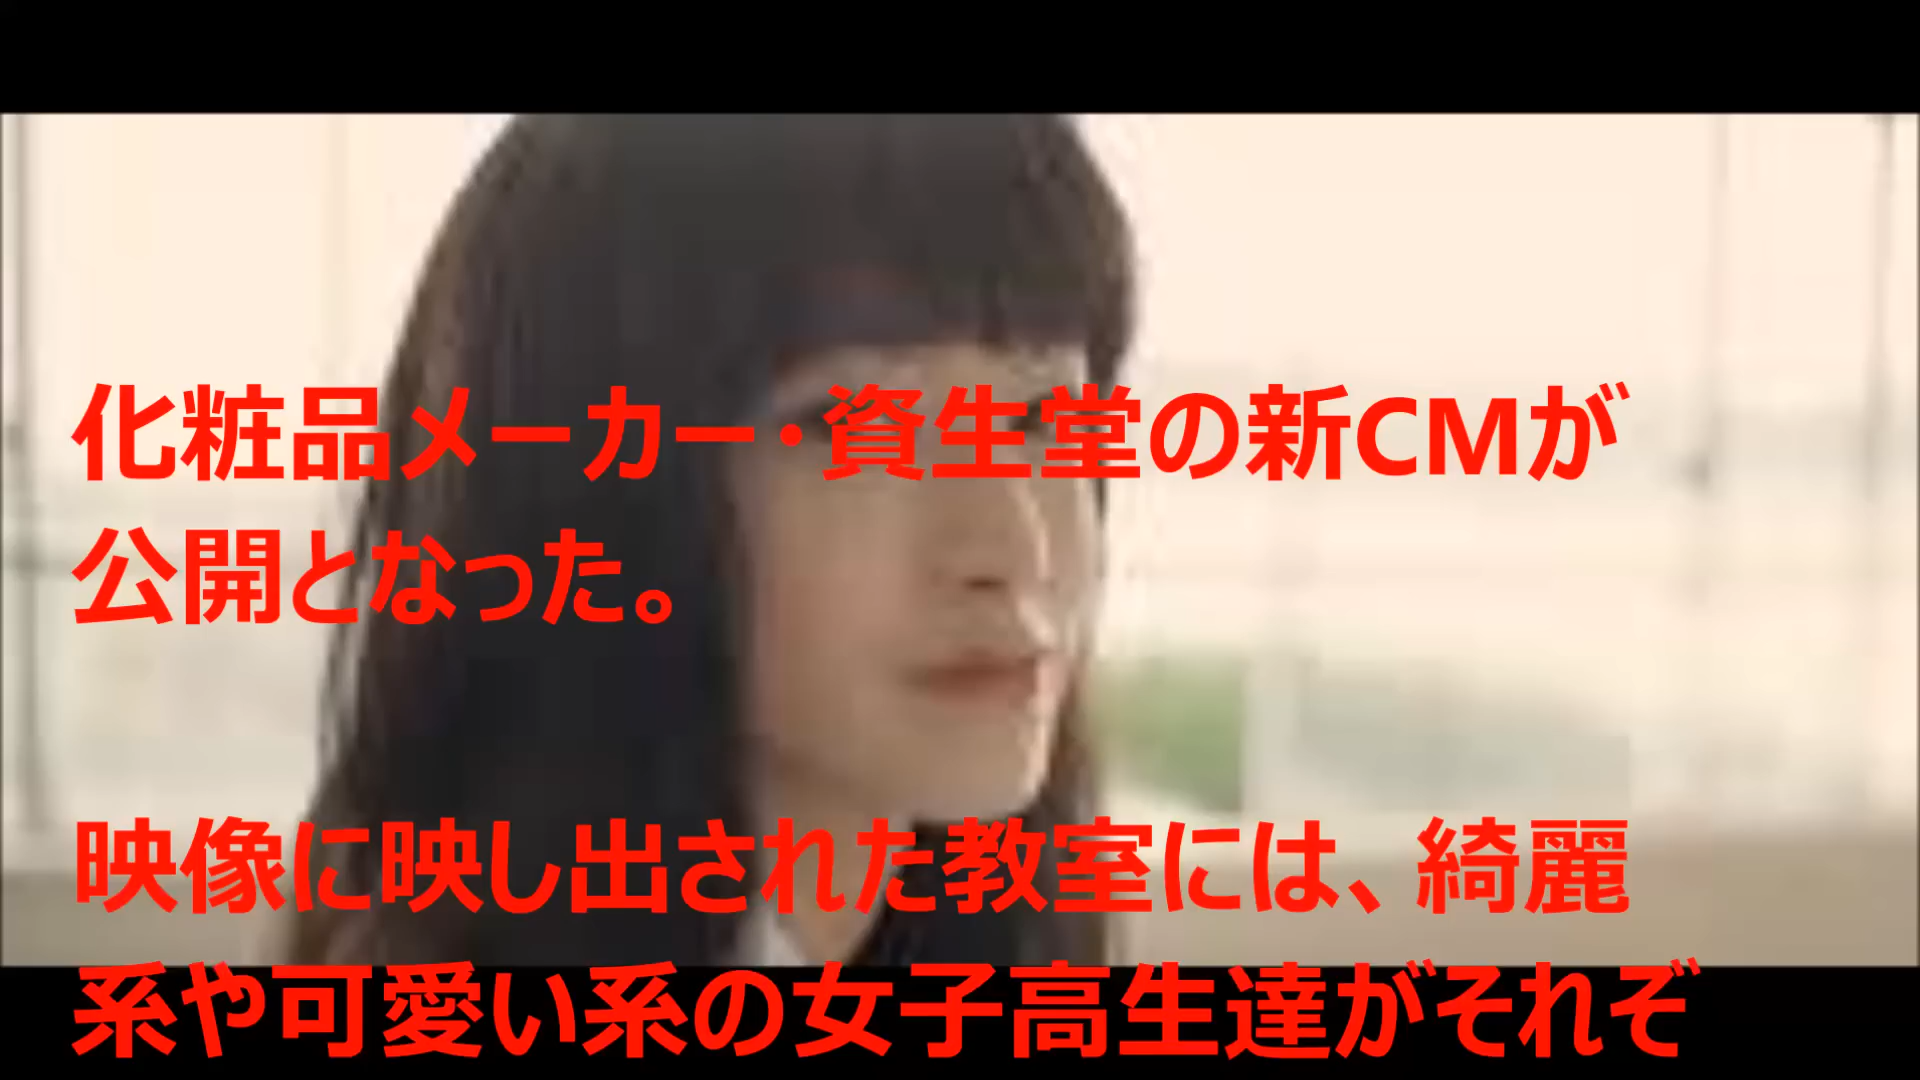 化粧品メーカー・資生堂の新CMが
公開となった。
映像に映し出された教室には、綺麗
系や可愛い系の女子高生達がそれぞ